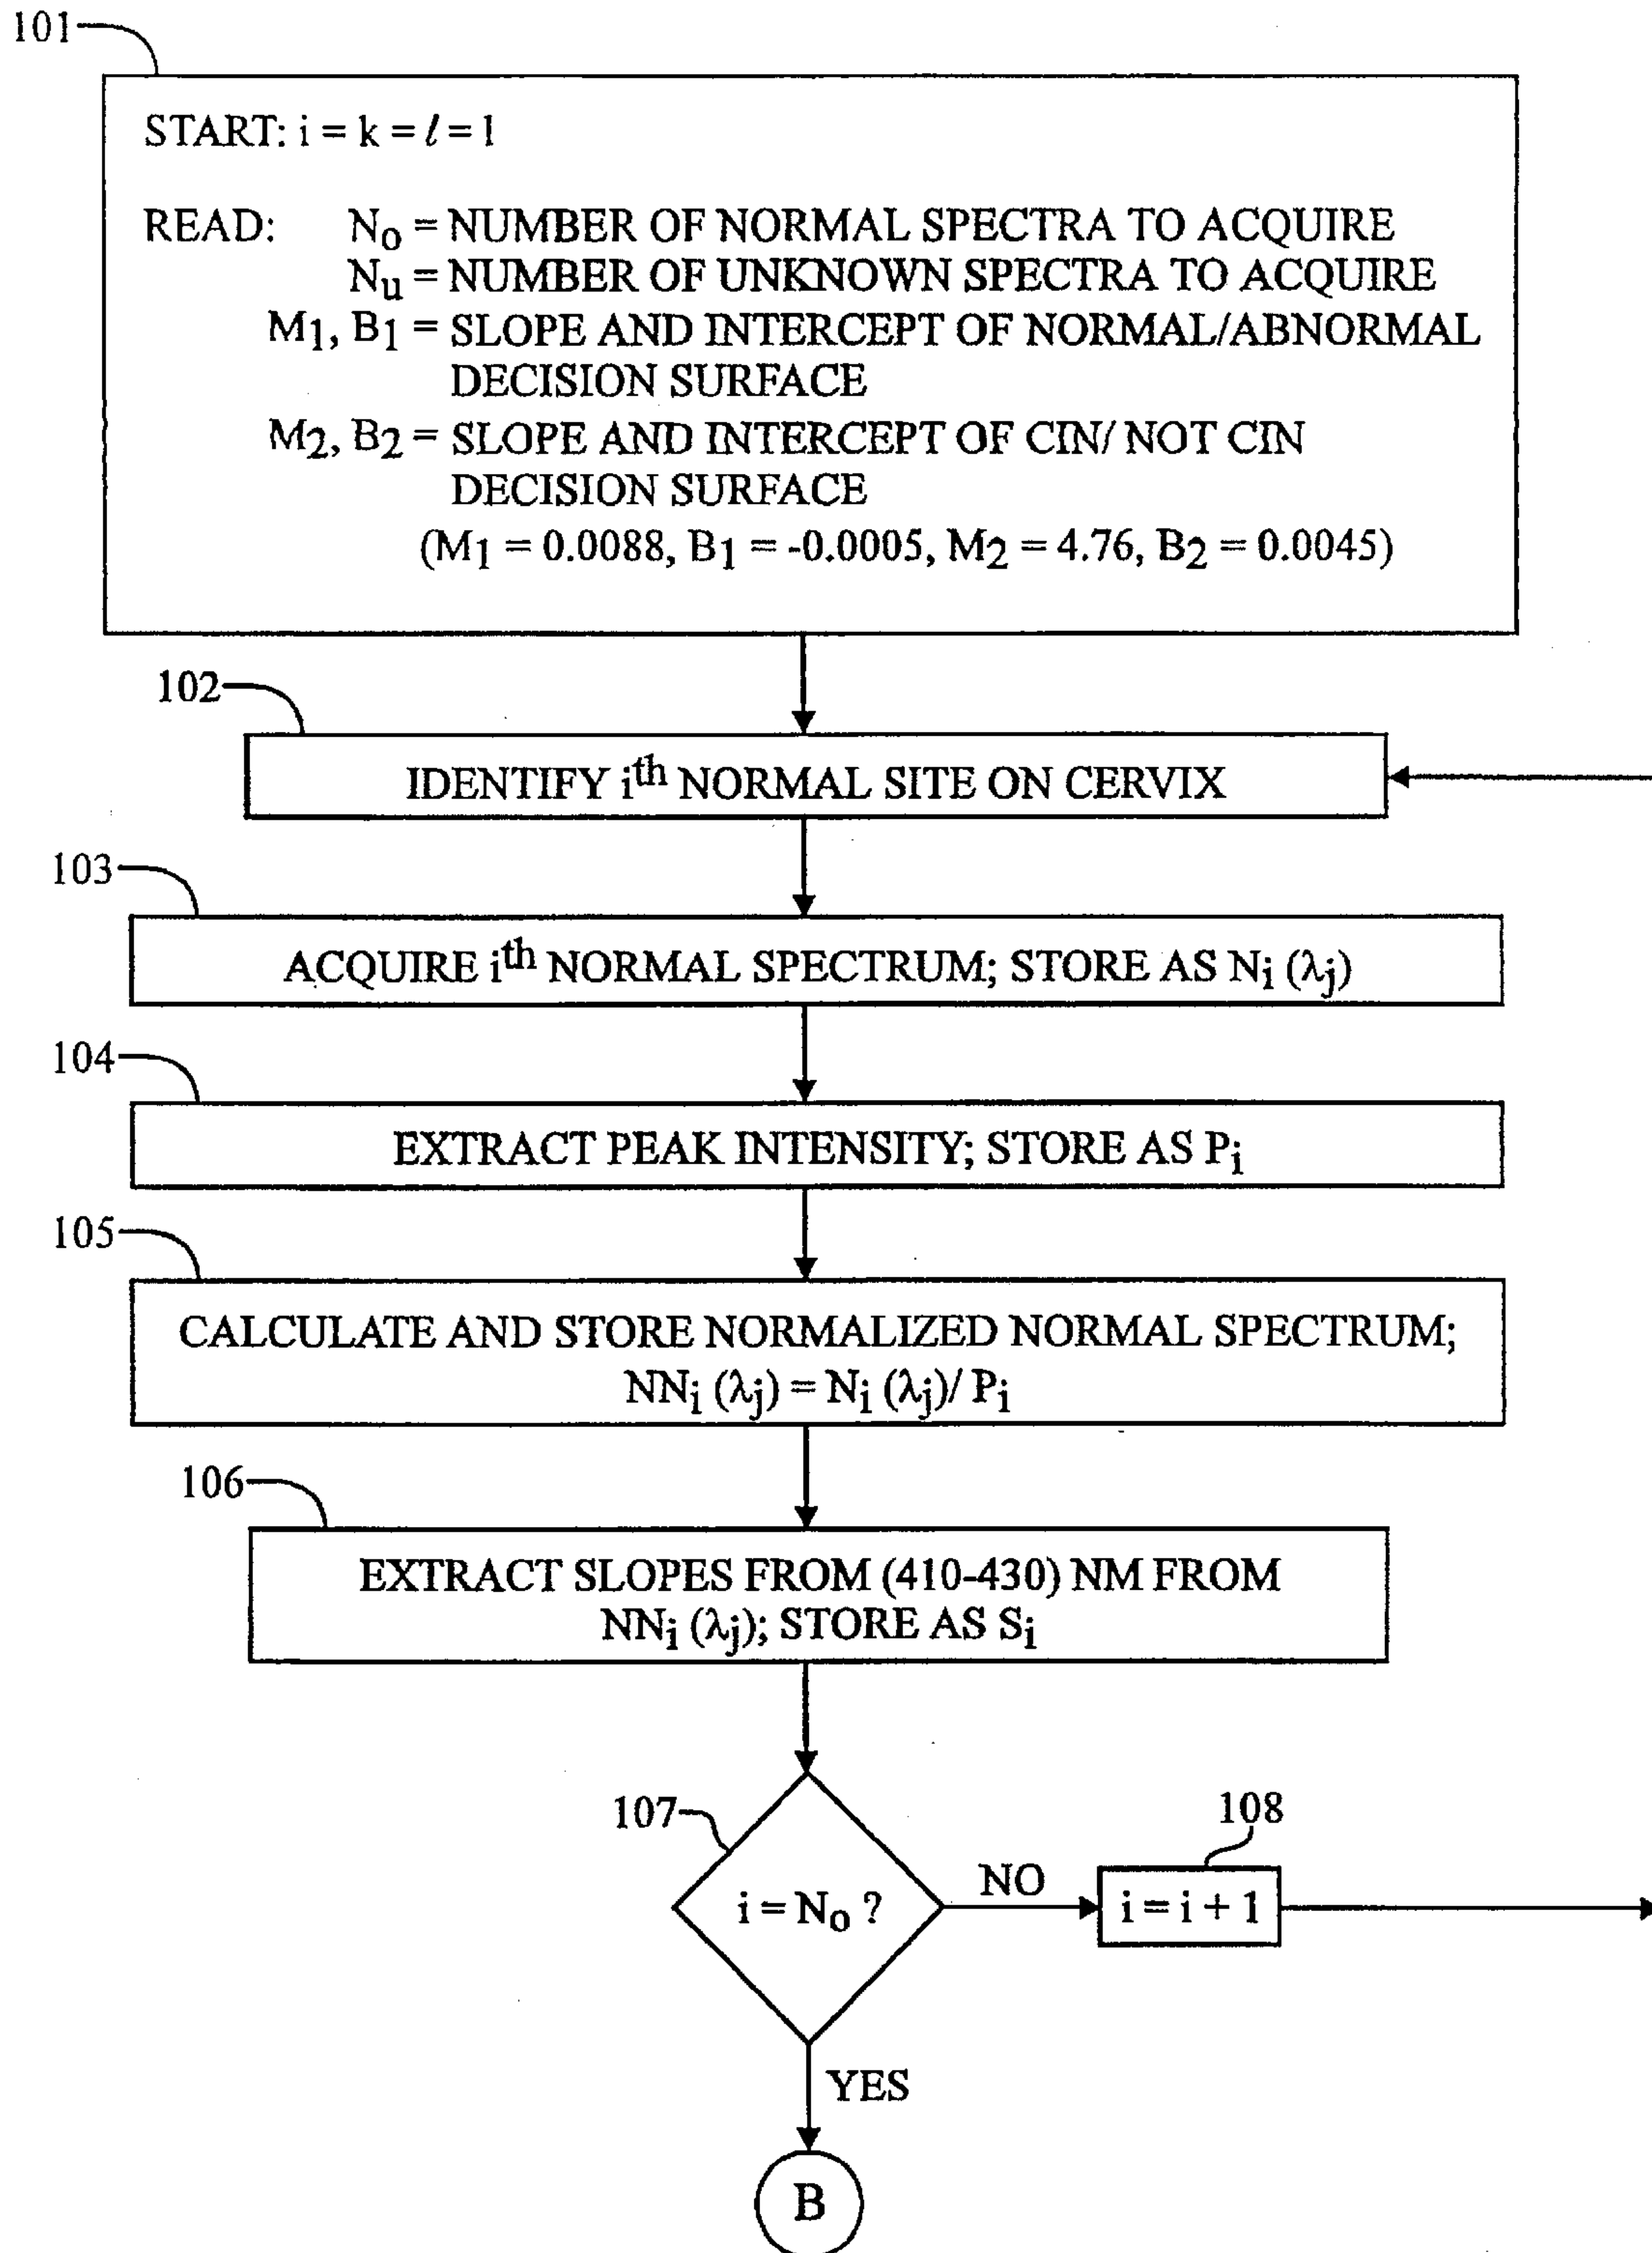 101
START: i = k = ℓ = 1
READ: No = NUMBER OF NORMAL SPECTRA TO ACQUIRE
Nu = NUMBER OF UNKNOWN SPECTRA TO ACQUIRE
M1, B1 = SLOPE AND INTERCEPT OF NORMAL/ABNORMAL
DECISION SURFACE
M2, B2 = SLOPE AND INTERCEPT OF CIN/ NOT CIN
DECISION SURFACE
(M1 = 0.0088, B1 = -0.0005, M2 = 4.76, B2 = 0.0045)
102
IDENTIFY ith NORMAL SITE ON CERVIX
103
ACQUIRE ith NORMAL SPECTRUM; STORE AS Ni (λj)
104
EXTRACT PEAK INTENSITY; STORE AS Pi
105
CALCULATE AND STORE NORMALIZED NORMAL SPECTRUM;
NNi (λj) = Ni (λj)/ Pi
106
EXTRACT SLOPES FROM (410-430) NM FROM
NNi (λj); STORE AS Si
107
i = No ?
NO
108
i = i + 1
YES
B